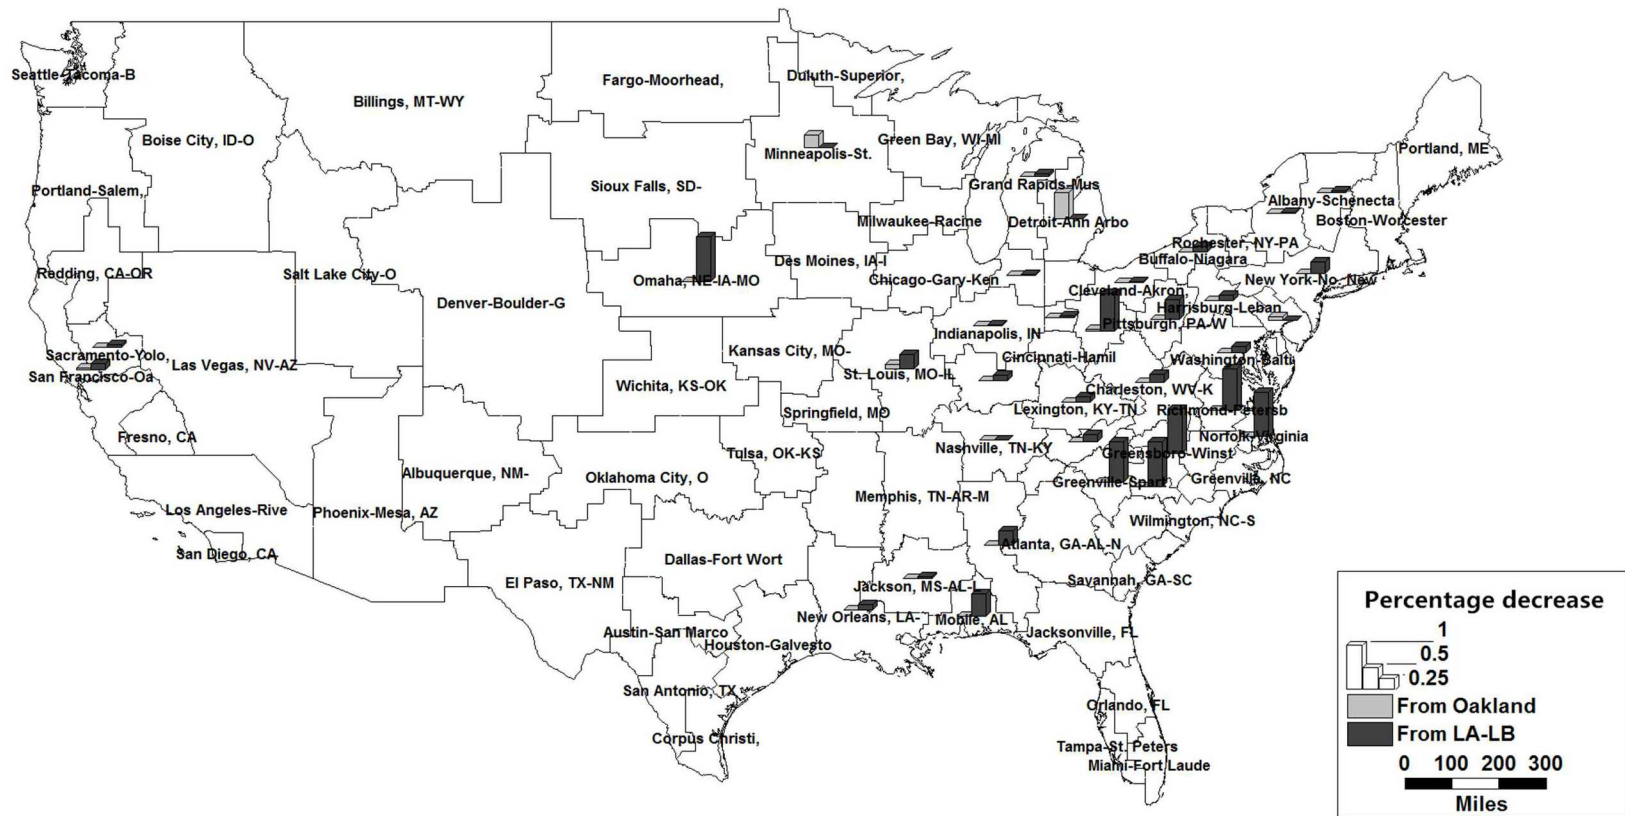 Seattle-Tacoma-B
Billings, MT-WY
Fargo-Moorhead,
Duluth-Superior,
Boise City, ID-O
Green Bay, WI-MI
Portland, ME
Minneapolis-St.
Portland-Salem,
Sioux Falls, SD-
Grand Rapids-Mus
Albany-Schenecta
Milwaukee-Racine
Detroit-Ann Arbo
Boston-Worcester
Rochester, NY-PA
Buffalo-Niagara
Redding, CA-OR
Salt Lake City-O
Omaha, NE-IA-MO
Des Moines, IA-I
Chicago-Gary-Ken
New York-No. New
Cleveland-Akron,
Denver-Boulder-G
Harrisburg-Leban
Pittsburgh, PA-W
Indianapolis, IN
Sacramento-Yolo,
Las Vegas, NV-AZ
Kansas City, MO-
Cincinnati-Hamil
Washington-Balti
San Francisco-Oa
St. Louis, MO-IL
Wichita, KS-OK
Charleston, WV-K
Springfield, MO
Lexington, KY-TN
Richmond-Petersb
Fresno, CA
Norfolk-Virginia
Nashville, TN-KY
Tulsa, OK-KS
Greensboro-Winst
Albuquerque, NM-
Oklahoma City, O
Greenville-Spart
Greenville, NC
Memphis, TN-AR-M
Los Angeles-Rive
Phoenix-Mesa, AZ
Wilmington, NC-S
San Diego, CA
Atlanta, GA-AL-N
Dallas-Fort Wort
El Paso, TX-NM
Jackson, MS-AL-L
Savannah, GA-SC
New Orleans, LA-
Mobile, AL
Austin-San Marco
Jacksonville, FL
Houston-Galvesto
San Antonio, TX
Orlando, FL
Corpus Christi,
Tampa-St. Peters
Miami-Fort Laude
Percentage decrease
1
0.5
0.25
From Oakland
From LA-LB
0 100 200 300
Miles